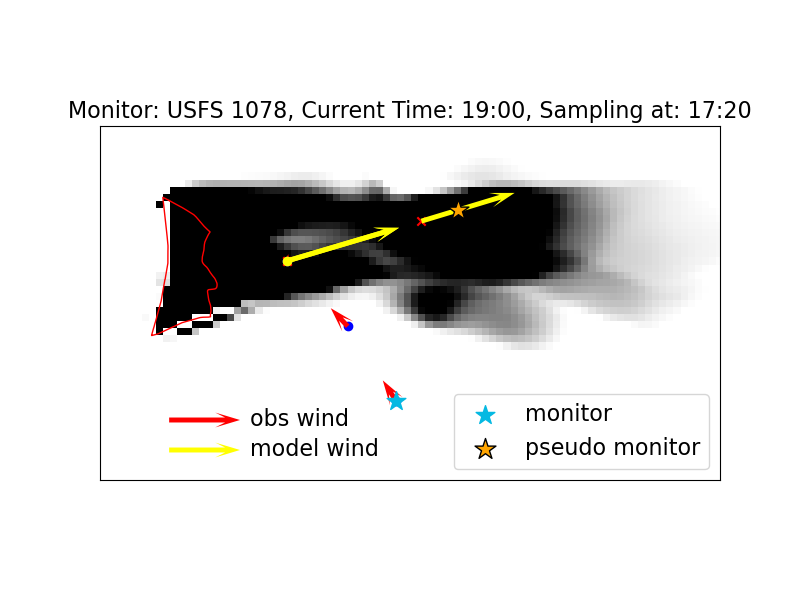 Monitor: USFS 1078, Current Time: 19:00, Sampling at: 17:20
obs wind
model wind
monitor
pseudo monitor